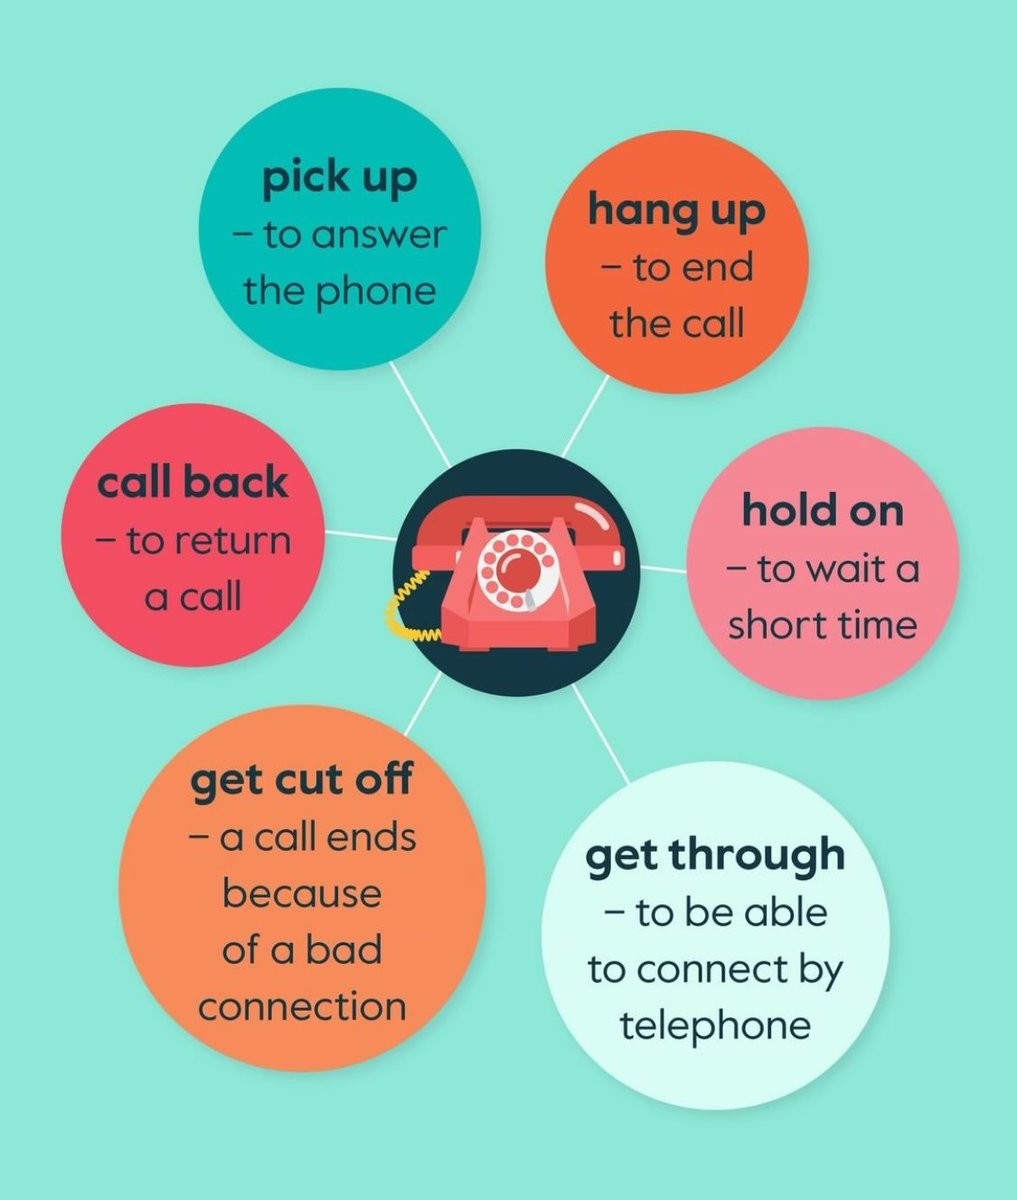 pick up
– to answer
the phone
hang up
– to end
the call
call back
– to return
a call
hold on
– to wait a
short time
get cut off
– a call ends
because
of a bad
connection
get through
– to be able
to connect by
telephone